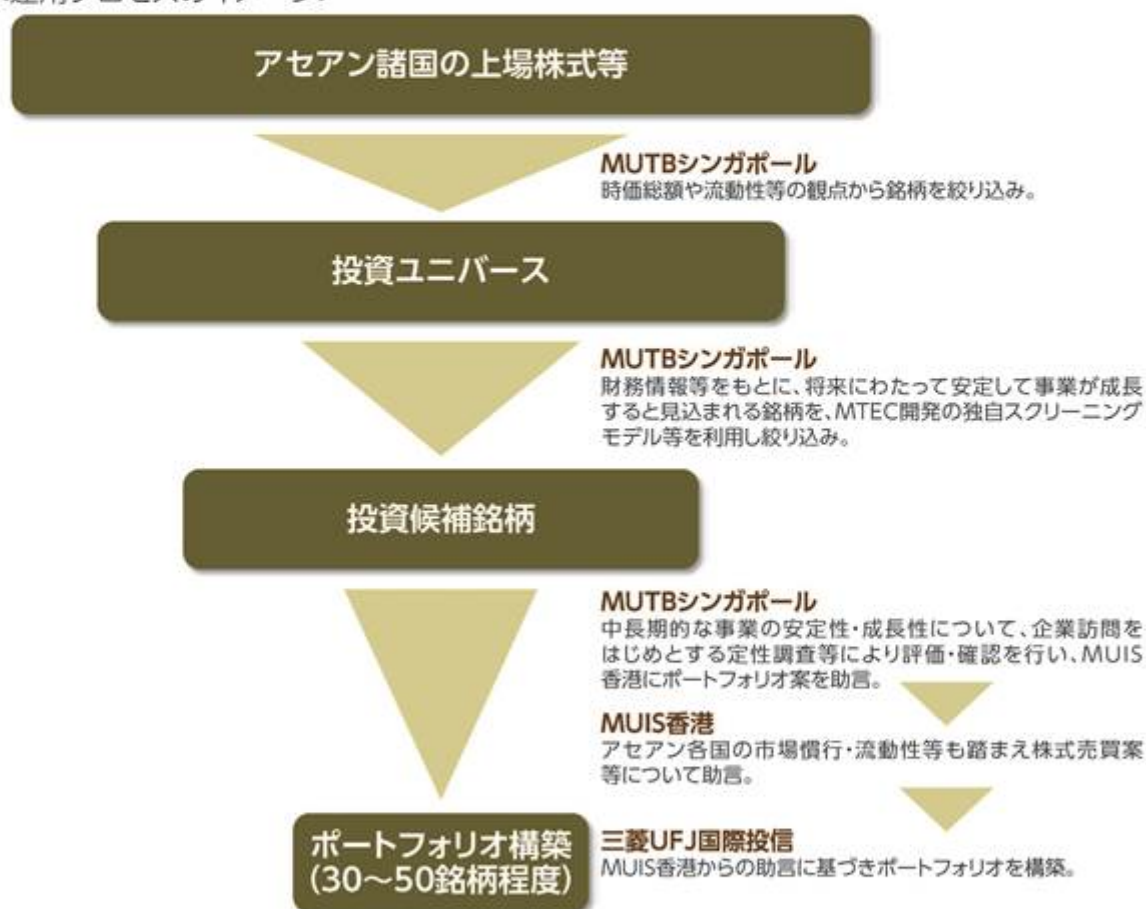 アセアン諸国の上場株式等
MUTBシンガポール
時価総額や流動性等の観点から銘柄を絞り込み。
投資ユニバース
MUTBシンガポール
財務情報等をもとに、将来にわたって安定して事業が成長
すると見込まれる銘柄を、MTEC開発の独自スクリーニング
モデル等を利用し絞り込み。
投資候補銘柄
MUTBシンガポール
中長期的な事業の安定性・成長性について、企業訪問を
はじめとする定性調査等により評価・確認を行い、MUIS
香港にポートフォリオ案を助言。
MUIS香港
アセアン各国の市場慣行・流動性等も踏まえ株式売買案
等について助言。
ポートフォリオ構築
(30〜50銘柄程度)
三菱UFJ国際投信
MUIS香港からの助言に基づきポートフォリオを構築。